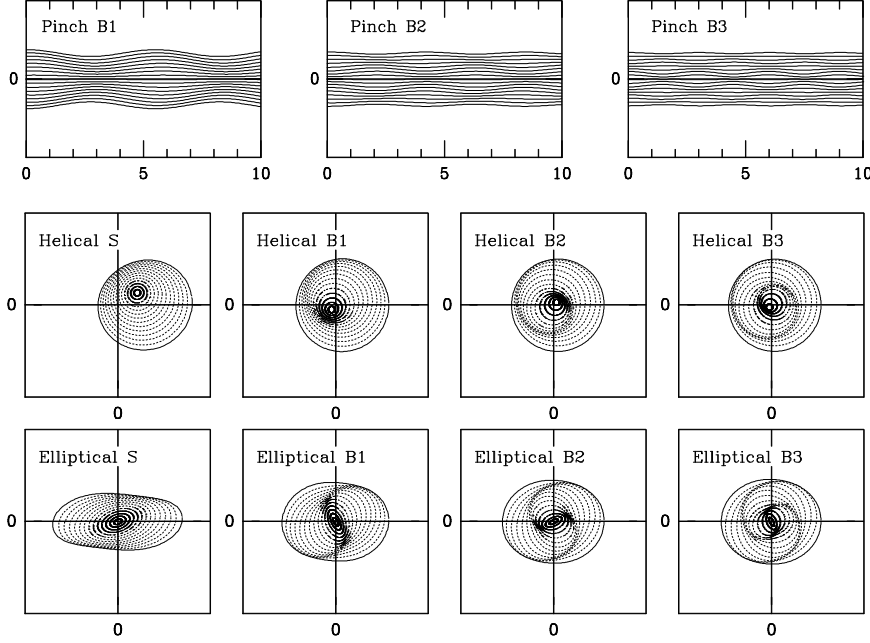 Pinch B1 Pinch B2 Pinch B3
0 0 0
0 5 10 0 5 10 0 5 10
Helical S Helical B1 Helical B2 Helical B3
0 0 0 0
0 0 0 0
Elliptical S Elliptical B1 Elliptical B2 Elliptical B3
0 0 0 0
0 0 0 0